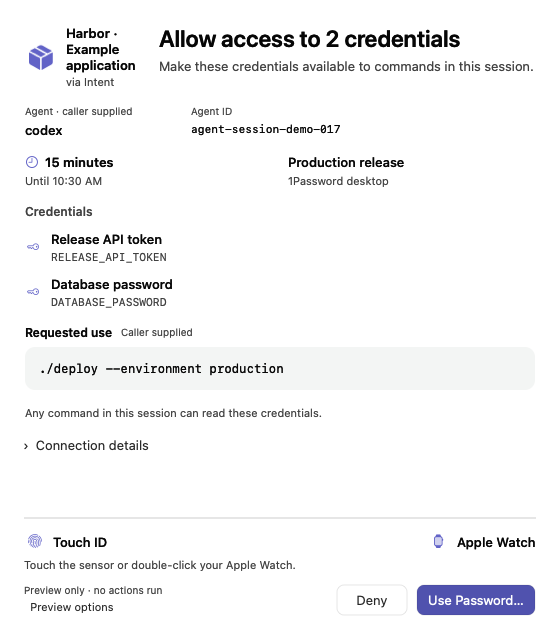 Harbor ·
Example
application
via Intent
Allow access to 2 credentials
Make these credentials available to commands in this session.
Agent · caller supplied
codex
Agent ID
agent-session-demo-017
15 minutes
Until 10:30 AM
Production release
1Password desktop
Credentials
Release API token
RELEASE_API_TOKEN
Database password
DATABASE_PASSWORD
Requested use Caller supplied
./deploy --environment production
Any command in this session can read these credentials.
› Connection details
Touch ID
Apple Watch
Touch the sensor or double-click your Apple Watch.
Preview only · no actions run
Preview options
Deny
Use Password...